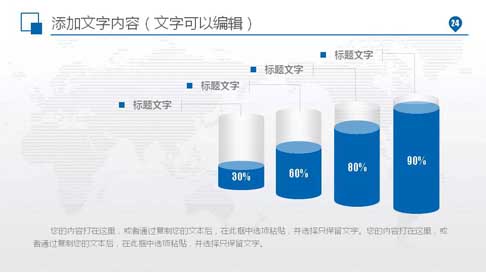 添加文字内容（文字可以编辑）
24
标题文字
标题文字
标题文字
标题文字
30%
60%
80%
90%
您的内容打在这里，或者通过复制您的文本后，在此框中选项粘贴，并选择只保留文字。您的内容打在这里，或
者通过复制您的文本后，在此框中选项粘贴，并选择只保留文字。